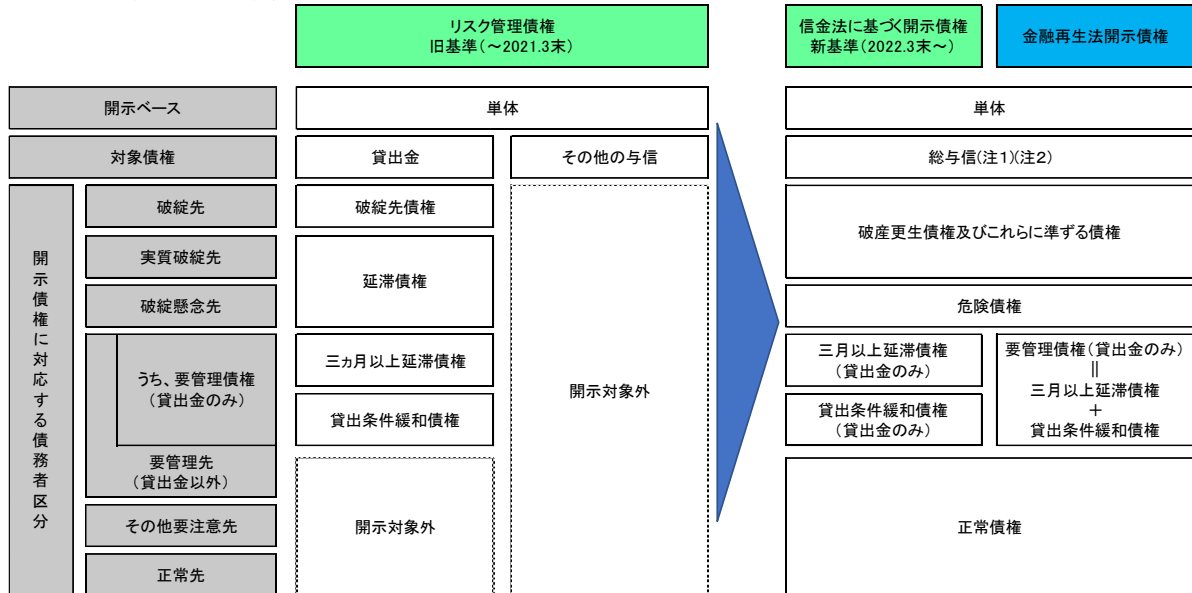 リスク管理債権
旧基準(～2021.3末)
信金法に基づく開示債権
新基準(2022.3末～)
金融再生法開示債権
開示ベース
単体
単体
対象債権
貸出金
その他の与信
総与信(注1)(注2)
開示債権に対応する債務者区分
破綻先
破綻先債権
開示対象外
破産更生債権及びこれらに準ずる債権
実質破綻先
延滞債権
破綻懸念先
危険債権
うち、要管理債権
(貸出金のみ)
三ヵ月以上延滞債権
三月以上延滞債権
(貸出金のみ)
要管理債権(貸出金のみ)
||
三月以上延滞債権
+
貸出条件緩和債権
貸出条件緩和債権
貸出条件緩和債権
(貸出金のみ)
要管理先
(貸出金以外)
開示対象外
正常債権
その他要注意先
正常先